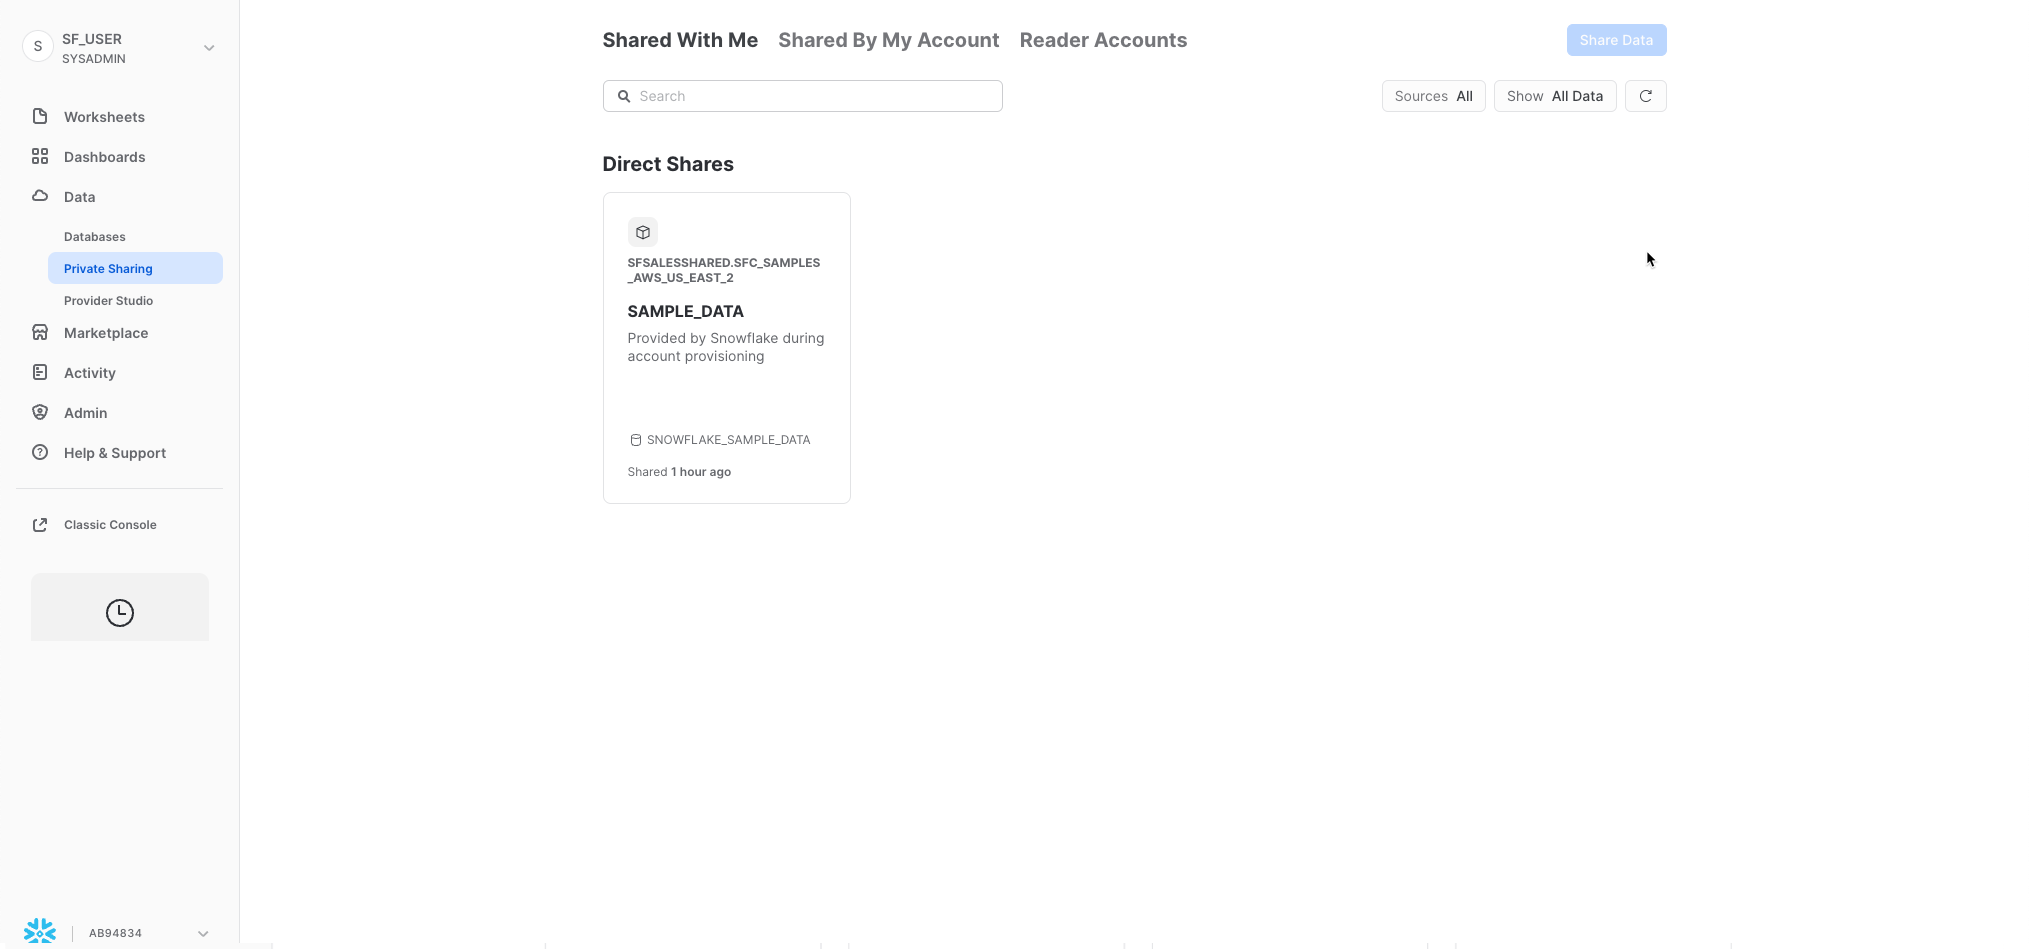 S
SF_USER
SYSADMIN
Worksheets
Dashboards
Data
Databases
Private Sharing
Provider Studio
Marketplace
Activity
Admin
Help & Support
Classic Console
AB94834
Shared With Me
Shared By My Account
Reader Accounts
Share Data
Search
Sources All
Show All Data
Direct Shares
SFSALESSHARED.SFC_SAMPLES
_AWS_US_EAST_2
SAMPLE_DATA
Provided by Snowflake during
account provisioning
SNOWFLAKE_SAMPLE_DATA
Shared 1 hour ago